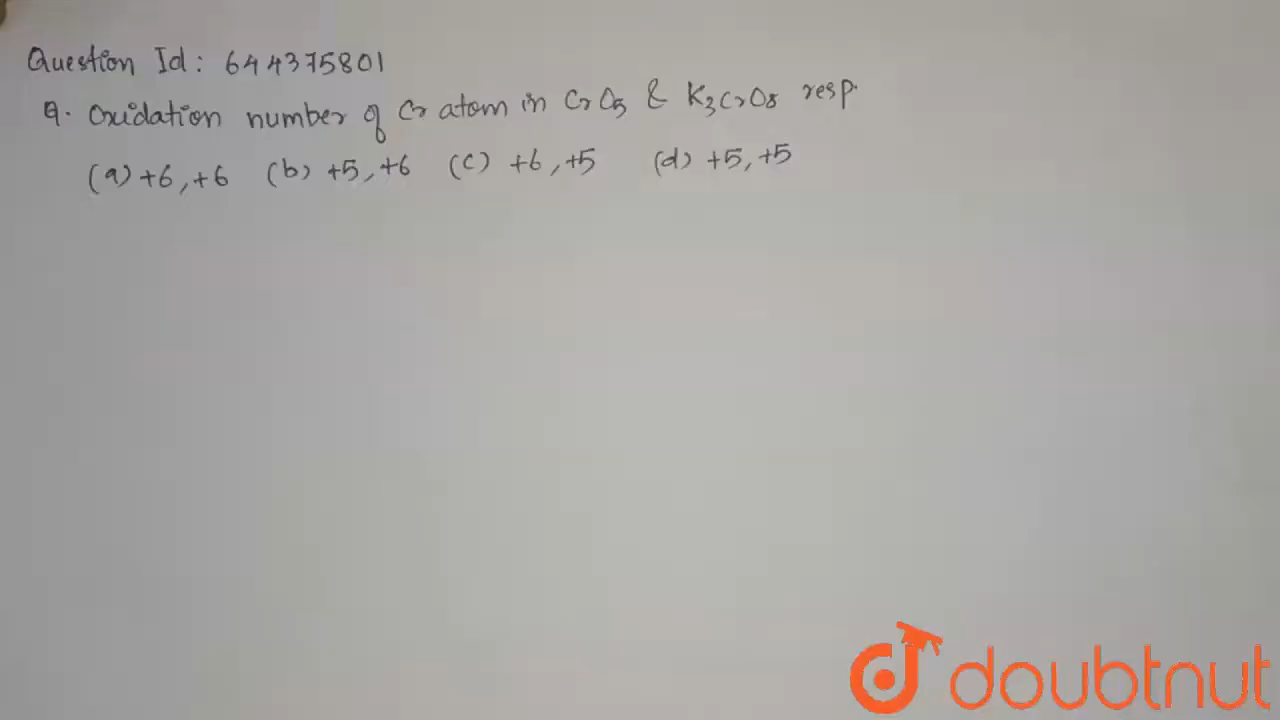 Question Id: 644375801
Q. Oxidation number of Cr atom in CrO5 & K3CrO8 resp.
(a) +6, +6 (b) +5, +6 (c) +6, +5 (d) +5, +5
doubtnut